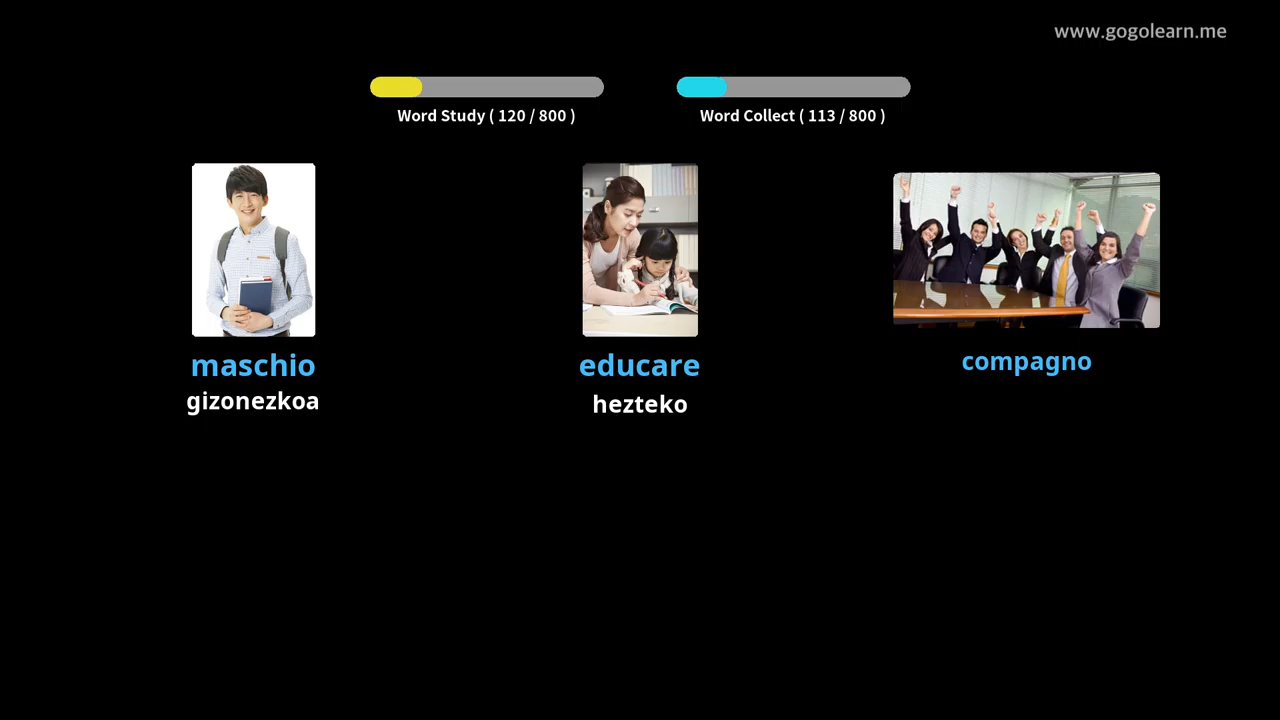 www.gogolearn.me
Word Study ( 120 / 800 )
Word Collect ( 113 / 800 )
maschio
gizonezkoa
educare
hezteko
compagno